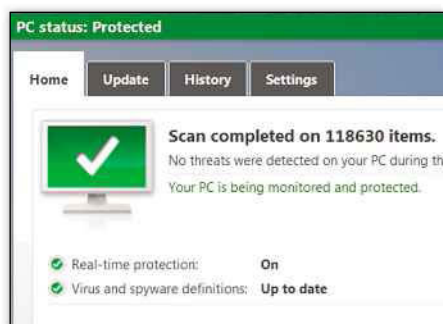 PC status: Protected
Home Update History Settings
Scan completed on 118630 items.
No threats were detected on your PC during th
Your PC is being monitored and protected.
Real-time protection: On
Virus and spyware definitions: Up to date